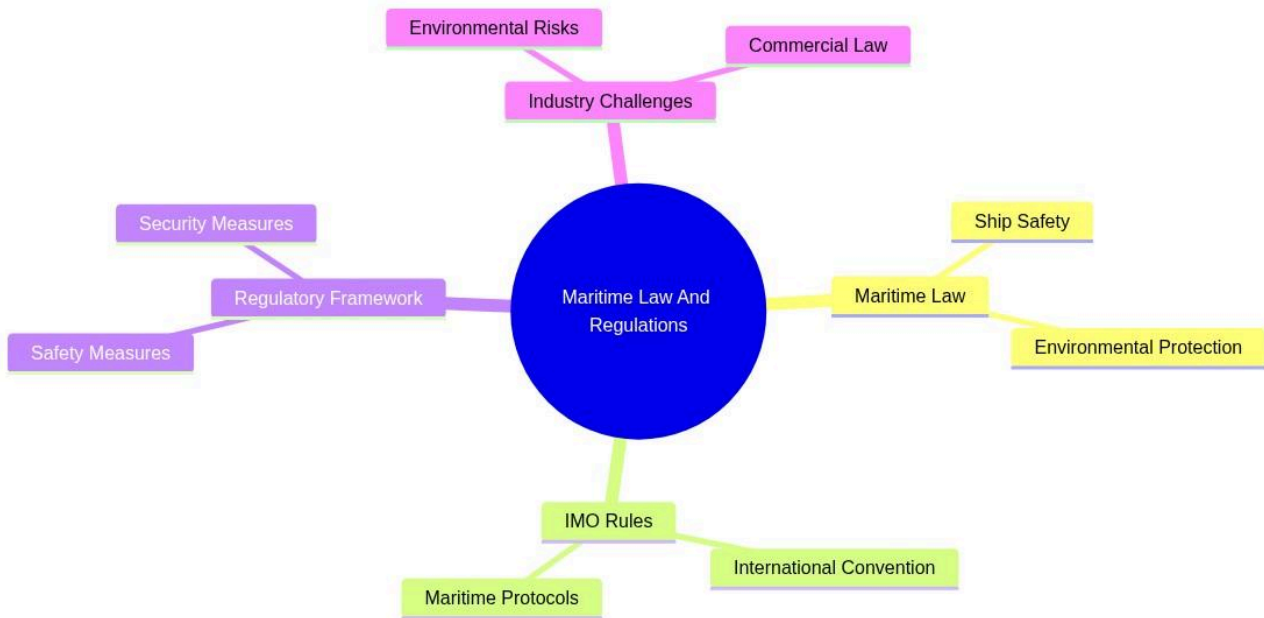 Environmental Risks
Commercial Law
Industry Challenges
Security Measures
Ship Safety
Regulatory Framework
Maritime Law And
Regulations
Maritime Law
Safety Measures
Environmental Protection
IMO Rules
International Convention
Maritime Protocols